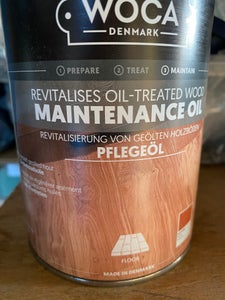 WOCA
DENMARK
1 PREPARE 2 TREAT 3 MAINTAIN
REVITALISES OIL-TREATED WOOD
MAINTENANCE OIL
REVITALISIERUNG VON GEÖLTEN HOLZBÖDEN
PFLEGEÖL
FLOOR
MADE IN DENMARK